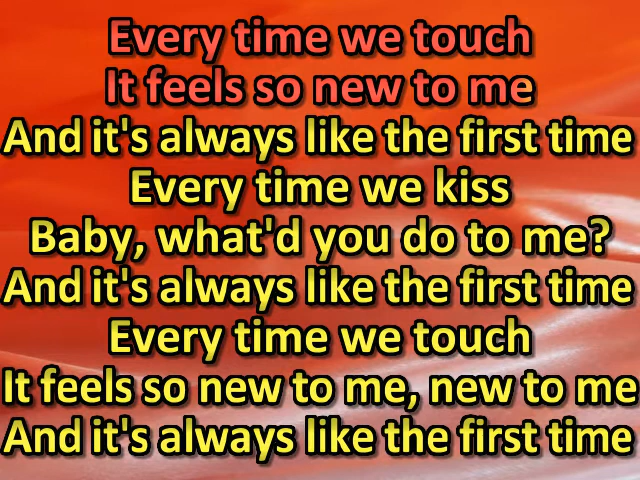 Every time we touch
It feels so new to me
And it's always like the first time
Every time we kiss
Baby, what'd you do to me?
And it's always like the first time
Every time we touch
It feels so new to me, new to me
And it's always like the first time